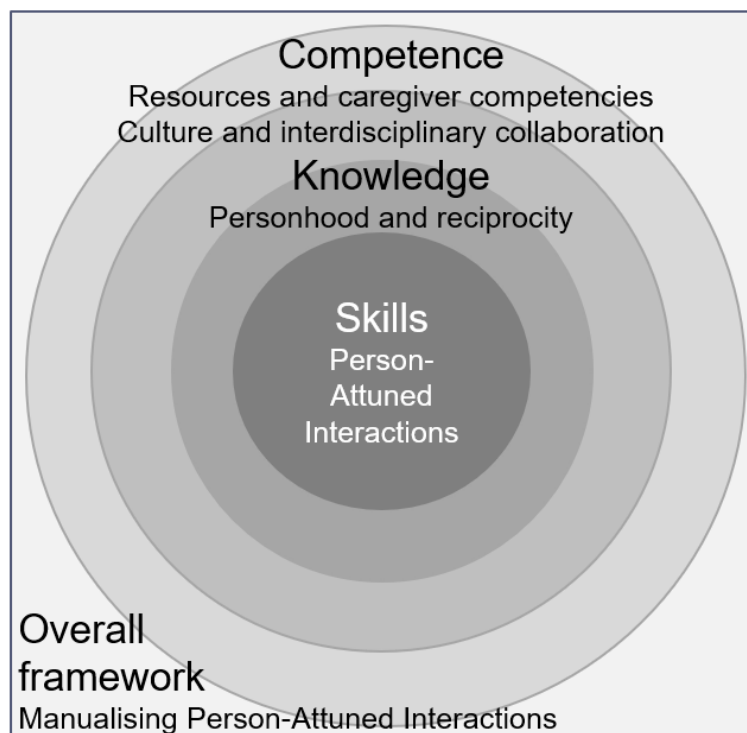 Competence
Resources and caregiver competencies
Culture and interdisciplinary collaboration
Knowledge
Personhood and reciprocity
Skills
Person-
Attuned
Interactions
Overall
framework
Manualising Person-Attuned Interactions